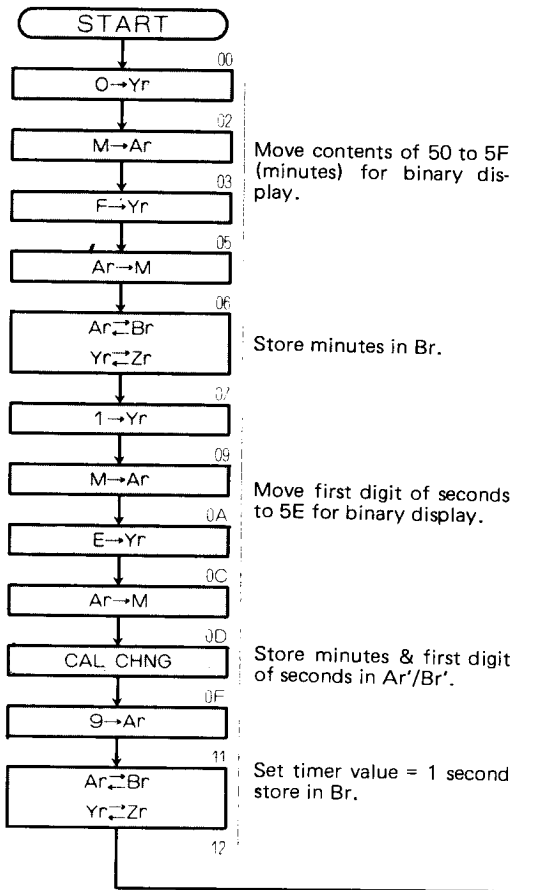 START
00
0→Yr
02
M→Ar
Move contents of 50 to 5F
(minutes) for binary dis-
play.
03
F→Yr
05
Ar→M
06
Ar⇄Br
Yr⇄Zr
Store minutes in Br.
07
1→Yr
09
M→Ar
Move first digit of seconds
to 5E for binary display.
0A
E→Yr
0C
Ar→M
0D
CAL CHNG
Store minutes & first digit
of seconds in Ar'/Br'.
0F
9→Ar
11
Ar⇄Br
Yr⇄Zr
Set timer value = 1 second
store in Br.
12